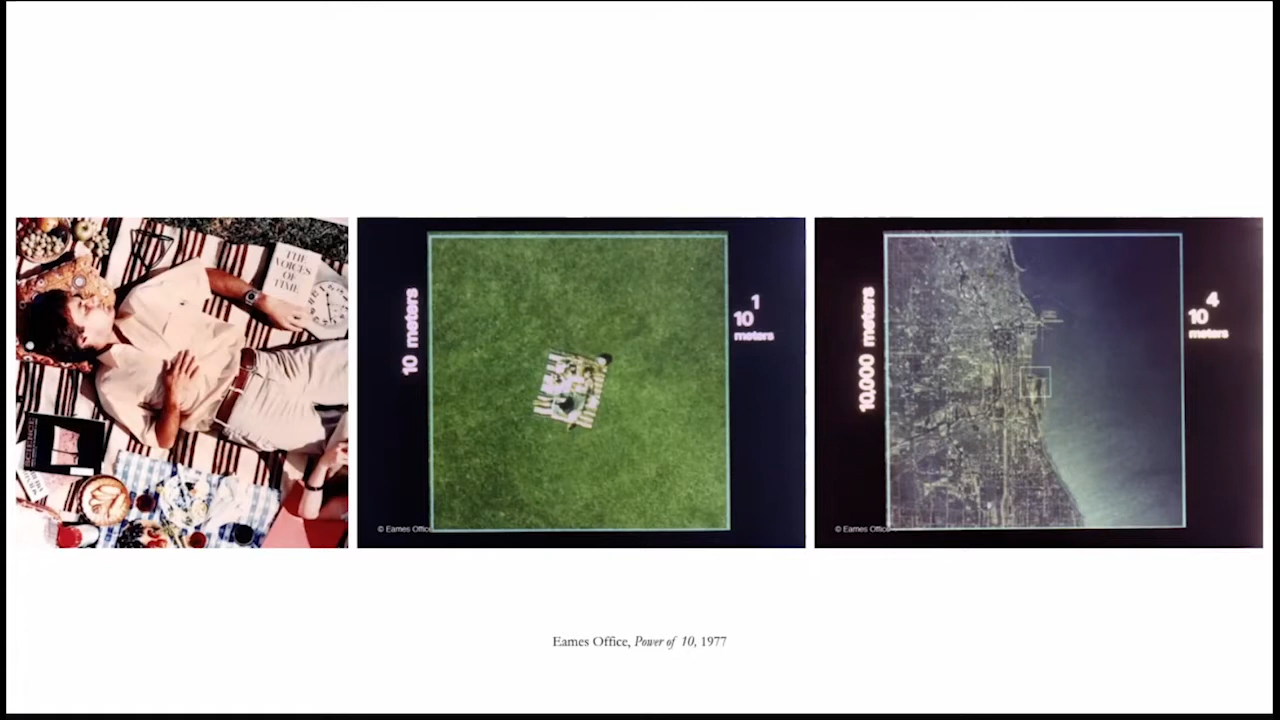 THE
VOICES
OF
TIME
SCIENCE
10 meters
10^1
meters
© Eames Office
10,000 meters
10^4
meters
© Eames Office
Eames Office, Power of 10, 1977